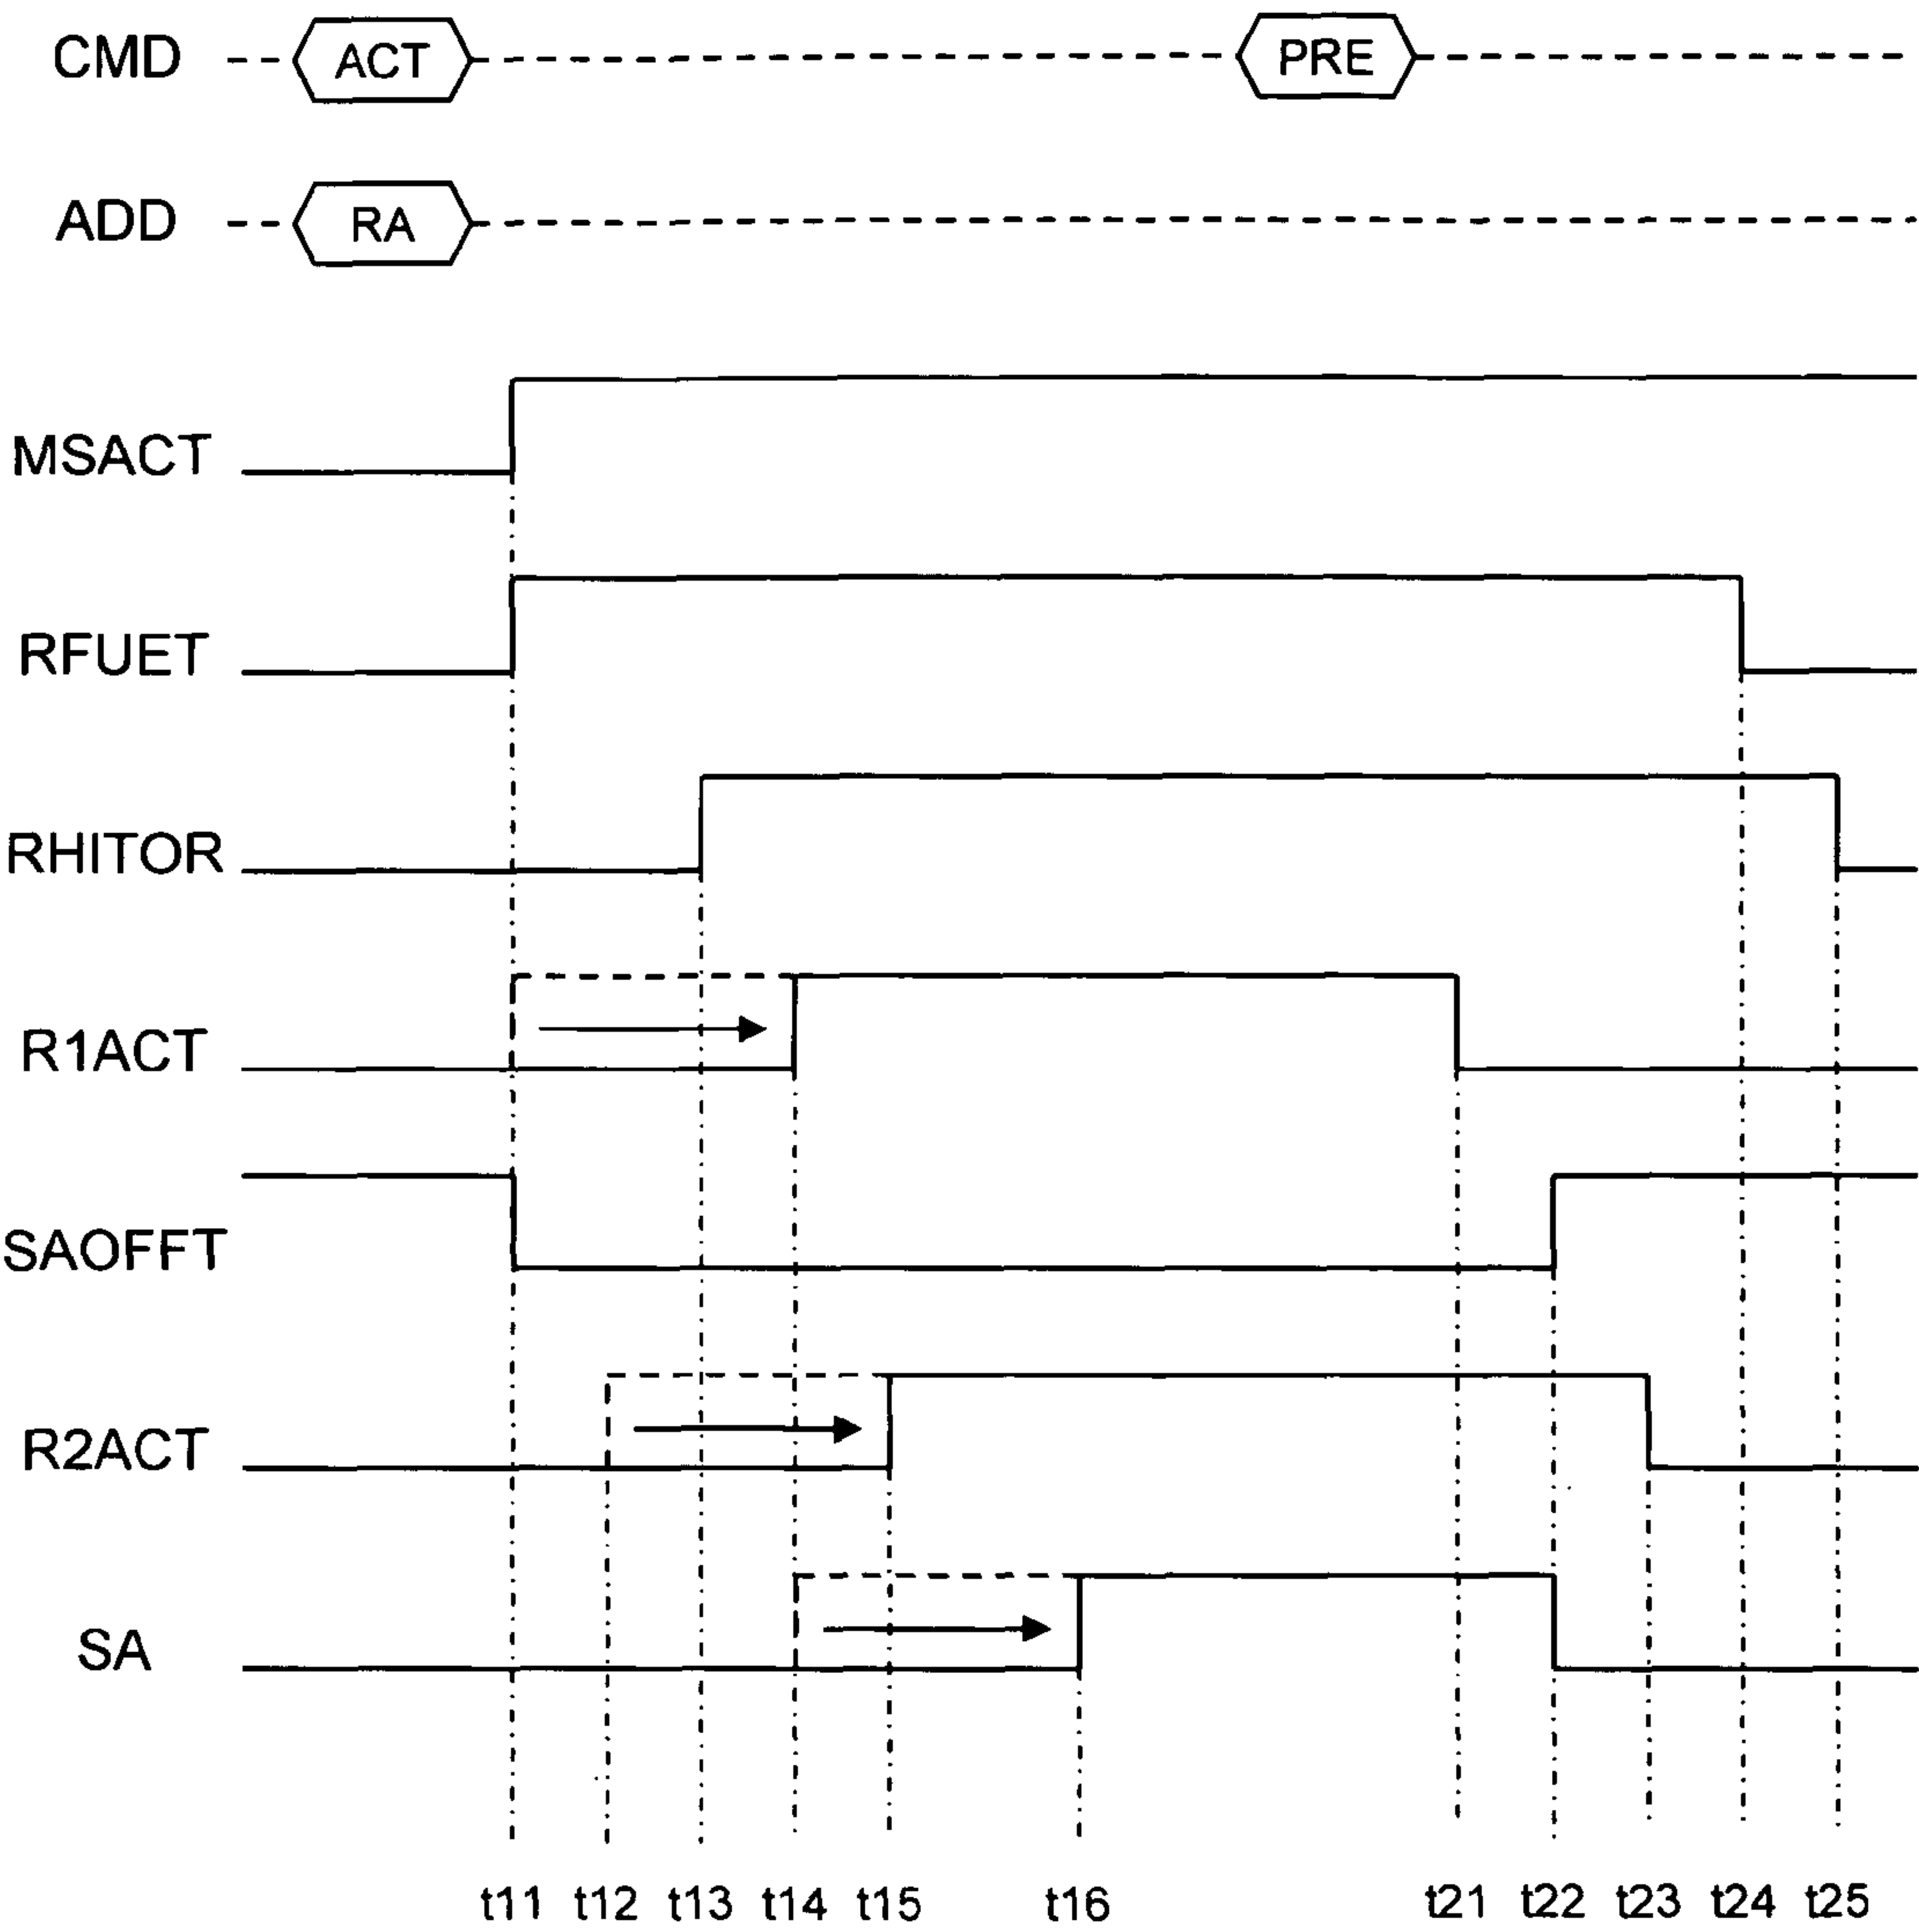 CMD ACT PRE
ADD RA
MSACT
RFUET
RHITOR
R1ACT
SAOFFT
R2ACT
SA
t11 t12 t13 t14 t15 t16 t21 t22 t23 t24 t25